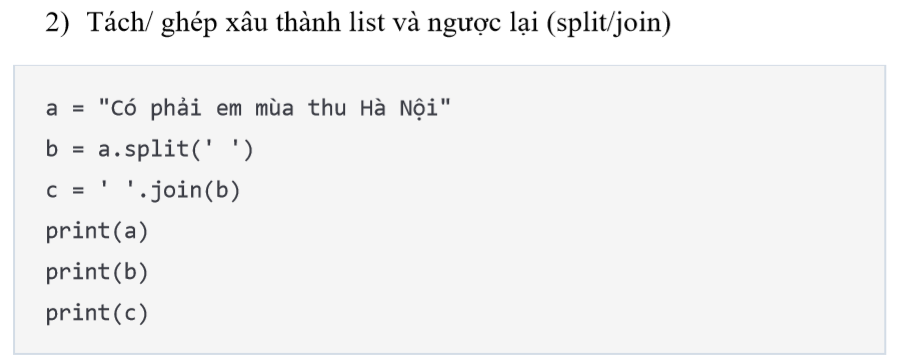 2) Tách/ ghép xâu thành list và ngược lại (split/join)
a = "Có phải em mùa thu Hà Nội"
b = a.split(' ')
c = ' '.join(b)
print(a)
print(b)
print(c)